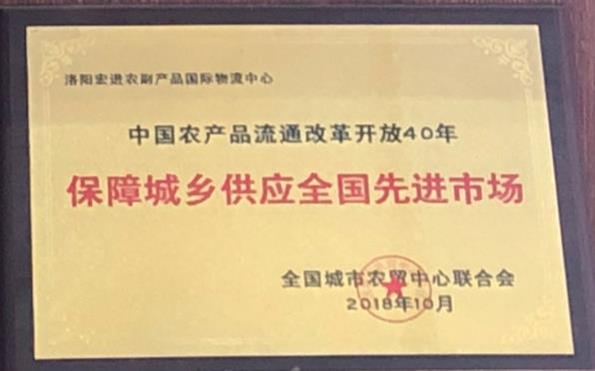 洛阳宏进农副产品国际物流中心
中国农产品流通改革开放40年
保障城乡供应全国先进市场
全国城市农贸中心联合会
2018年10月